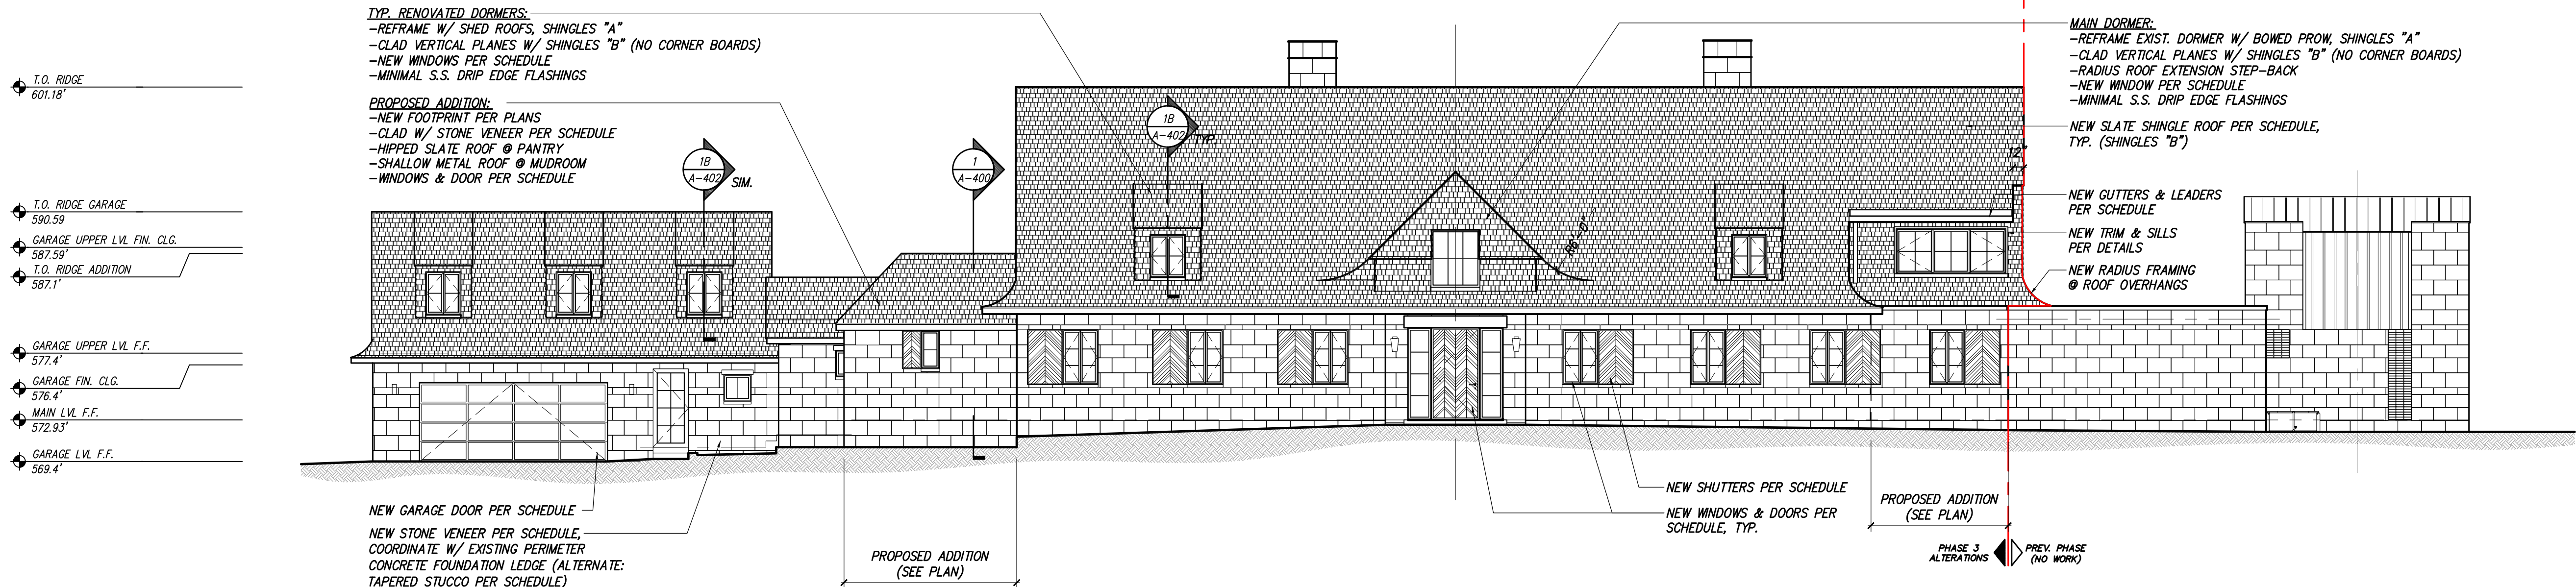 T.O. RIDGE
601.18'
T.O. RIDGE GARAGE
590.59
GARAGE UPPER LVL FIN. CLG.
587.59'
T.O. RIDGE ADDITION
587.1'
GARAGE UPPER LVL F.F.
577.4'
GARAGE FIN. CLG.
576.4'
MAIN LVL F.F.
572.93'
GARAGE LVL F.F.
569.4'
TYP. RENOVATED DORMERS:
-REFRAME W/ SHED ROOFS, SHINGLES "A"
-CLAD VERTICAL PLANES W/ SHINGLES "B" (NO CORNER BOARDS)
-NEW WINDOWS PER SCHEDULE
-MINIMAL S.S. DRIP EDGE FLASHINGS
PROPOSED ADDITION:
-NEW FOOTPRINT PER PLANS
-CLAD W/ STONE VENEER PER SCHEDULE
-HIPPED SLATE ROOF @ PANTRY
-SHALLOW METAL ROOF @ MUDROOM
-WINDOWS & DOOR PER SCHEDULE
1B
A-402
SIM.
1
A-400
1B
A-402
TYP.
R6'-0"
12"
MAIN DORMER:
-REFRAME EXIST. DORMER W/ BOWED PROW, SHINGLES "A"
-CLAD VERTICAL PLANES W/ SHINGLES "B" (NO CORNER BOARDS)
-RADIUS ROOF EXTENSION STEP-BACK
-NEW WINDOW PER SCHEDULE
-MINIMAL S.S. DRIP EDGE FLASHINGS
NEW SLATE SHINGLE ROOF PER SCHEDULE,
TYP. (SHINGLES "B")
NEW GUTTERS & LEADERS
PER SCHEDULE
NEW TRIM & SILLS
PER DETAILS
NEW RADIUS FRAMING
@ ROOF OVERHANGS
NEW GARAGE DOOR PER SCHEDULE
NEW STONE VENEER PER SCHEDULE,
COORDINATE W/ EXISTING PERIMETER
CONCRETE FOUNDATION LEDGE (ALTERNATE:
TAPERED STUCCO PER SCHEDULE)
PROPOSED ADDITION
(SEE PLAN)
NEW SHUTTERS PER SCHEDULE
NEW WINDOWS & DOORS PER
SCHEDULE, TYP.
PROPOSED ADDITION
(SEE PLAN)
PHASE 3
ALTERATIONS
PREV. PHASE
(NO WORK)